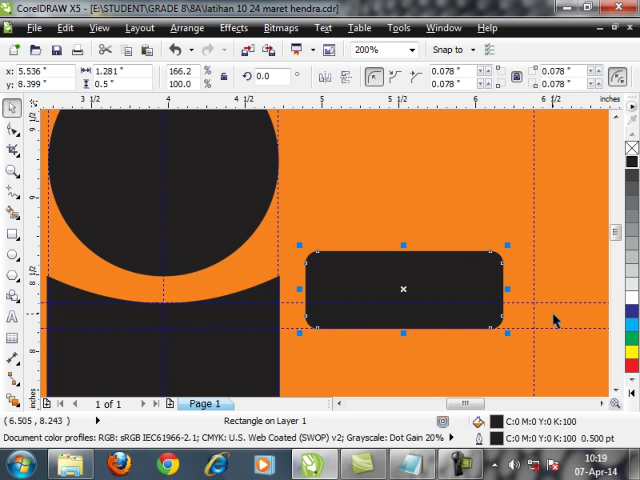 CorelDRAW X5 - [E:\STUDENT\GRADE 8\8A\latihan 10 24 maret hendra.cdr]
File Edit View Layout Arrange Effects Bitmaps Text Table Tools Window Help
200% Snap to
x: 5.536 " 1.281 " 166.2 % 0.0 ° 0.078 " 0.078 "
y: 8.399 " 0.5 " 100.0 % 0.078 " 0.078 "
3 1/2 4 4 1/2 5 5 1/2 6 6 1/2 inches
8 1/2
8
inches
1 of 1 Page 1
( 6.505, 8.243 ) Rectangle on Layer 1 C:0 M:0 Y:0 K:100
Document color profiles: RGB: sRGB IEC61966-2.1; CMYK: U.S. Web Coated (SWOP) v2; Grayscale: Dot Gain 20% C:0 M:0 Y:0 K:100 0.500 pt
10:19
07-Apr-14